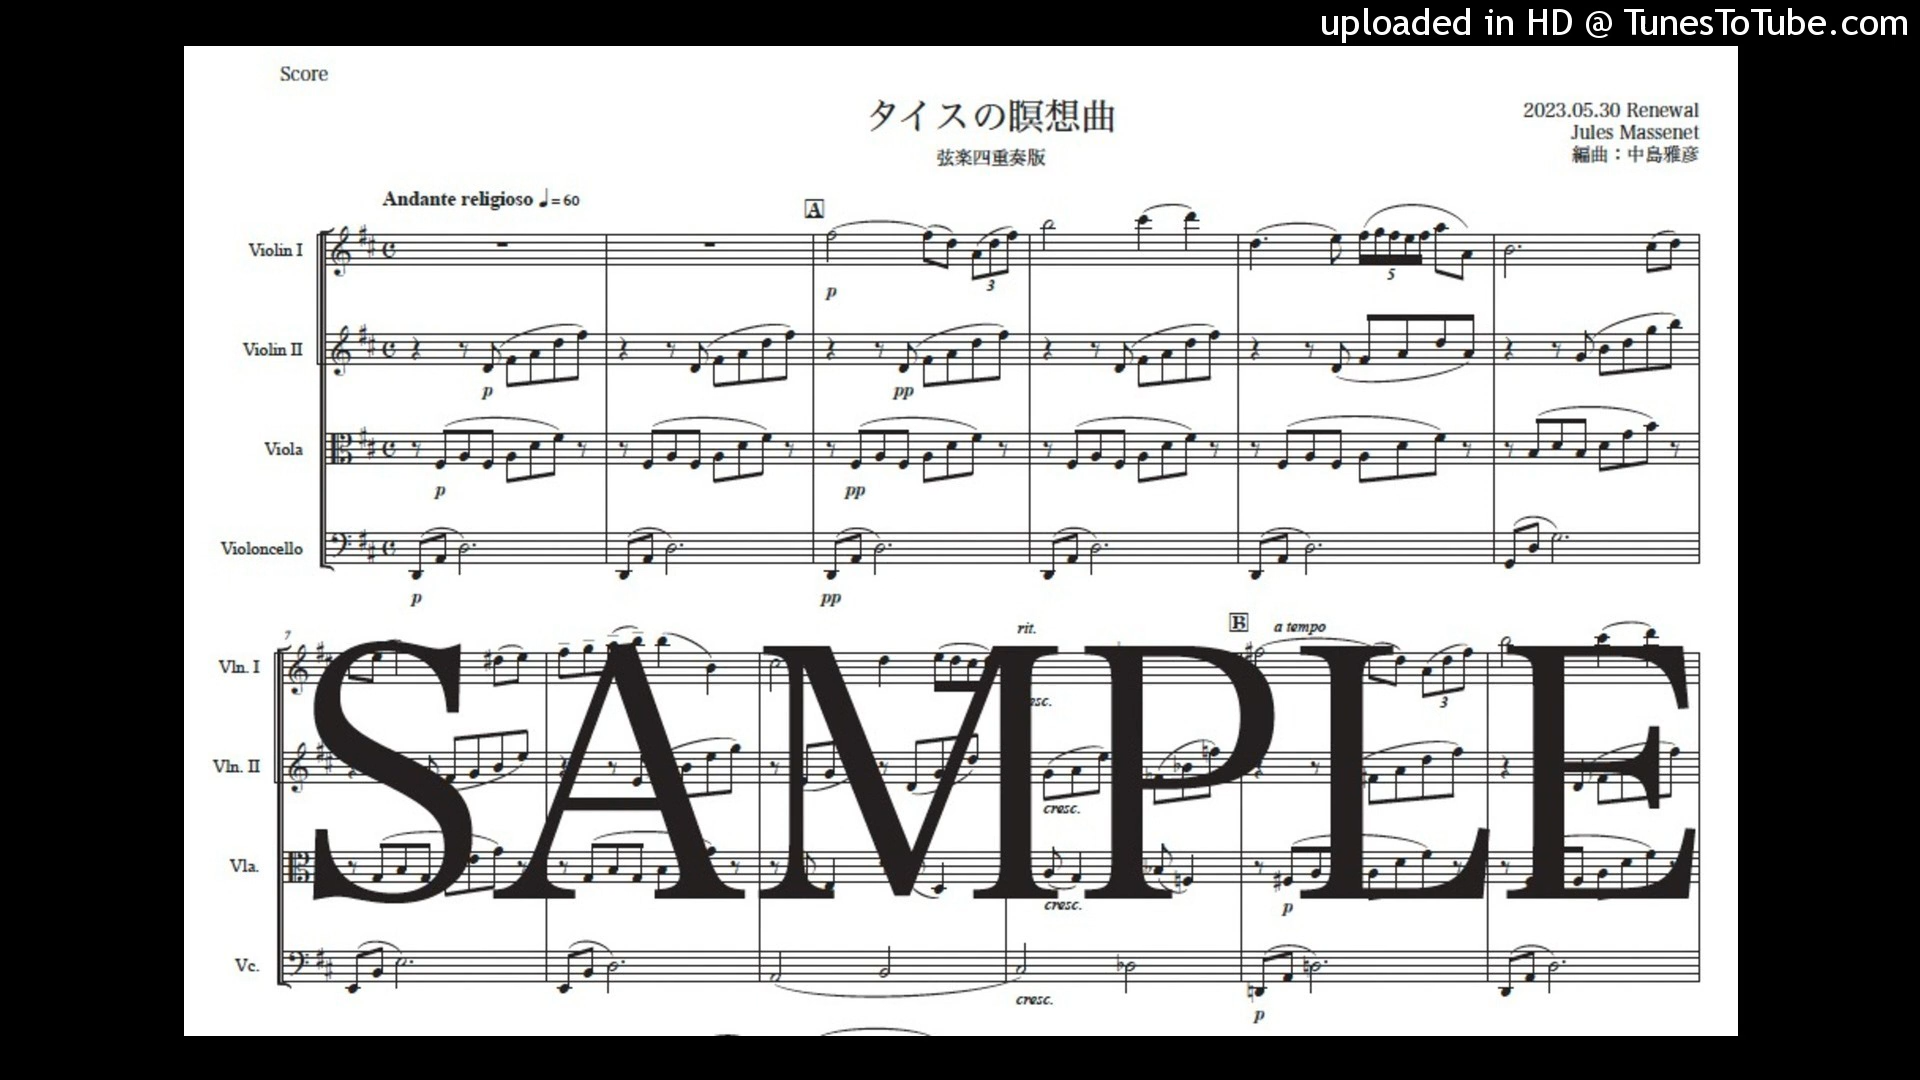 uploaded in HD @ TunesToTube.com
Score
タイスの瞑想曲
弦楽四重奏版
2023.05.30 Renewal
Jules Massenet
編曲：中島雅彦
Andante religioso ♩= 60
A
Violin I
p
3
5
Violin II
p
pp
Viola
p
pp
Violoncello
p
pp
7
rit.
B
a tempo
Vln. I
3
Vln. II
cresc.
Vla.
cresc.
p
Vc.
cresc.
p
SAMPLE